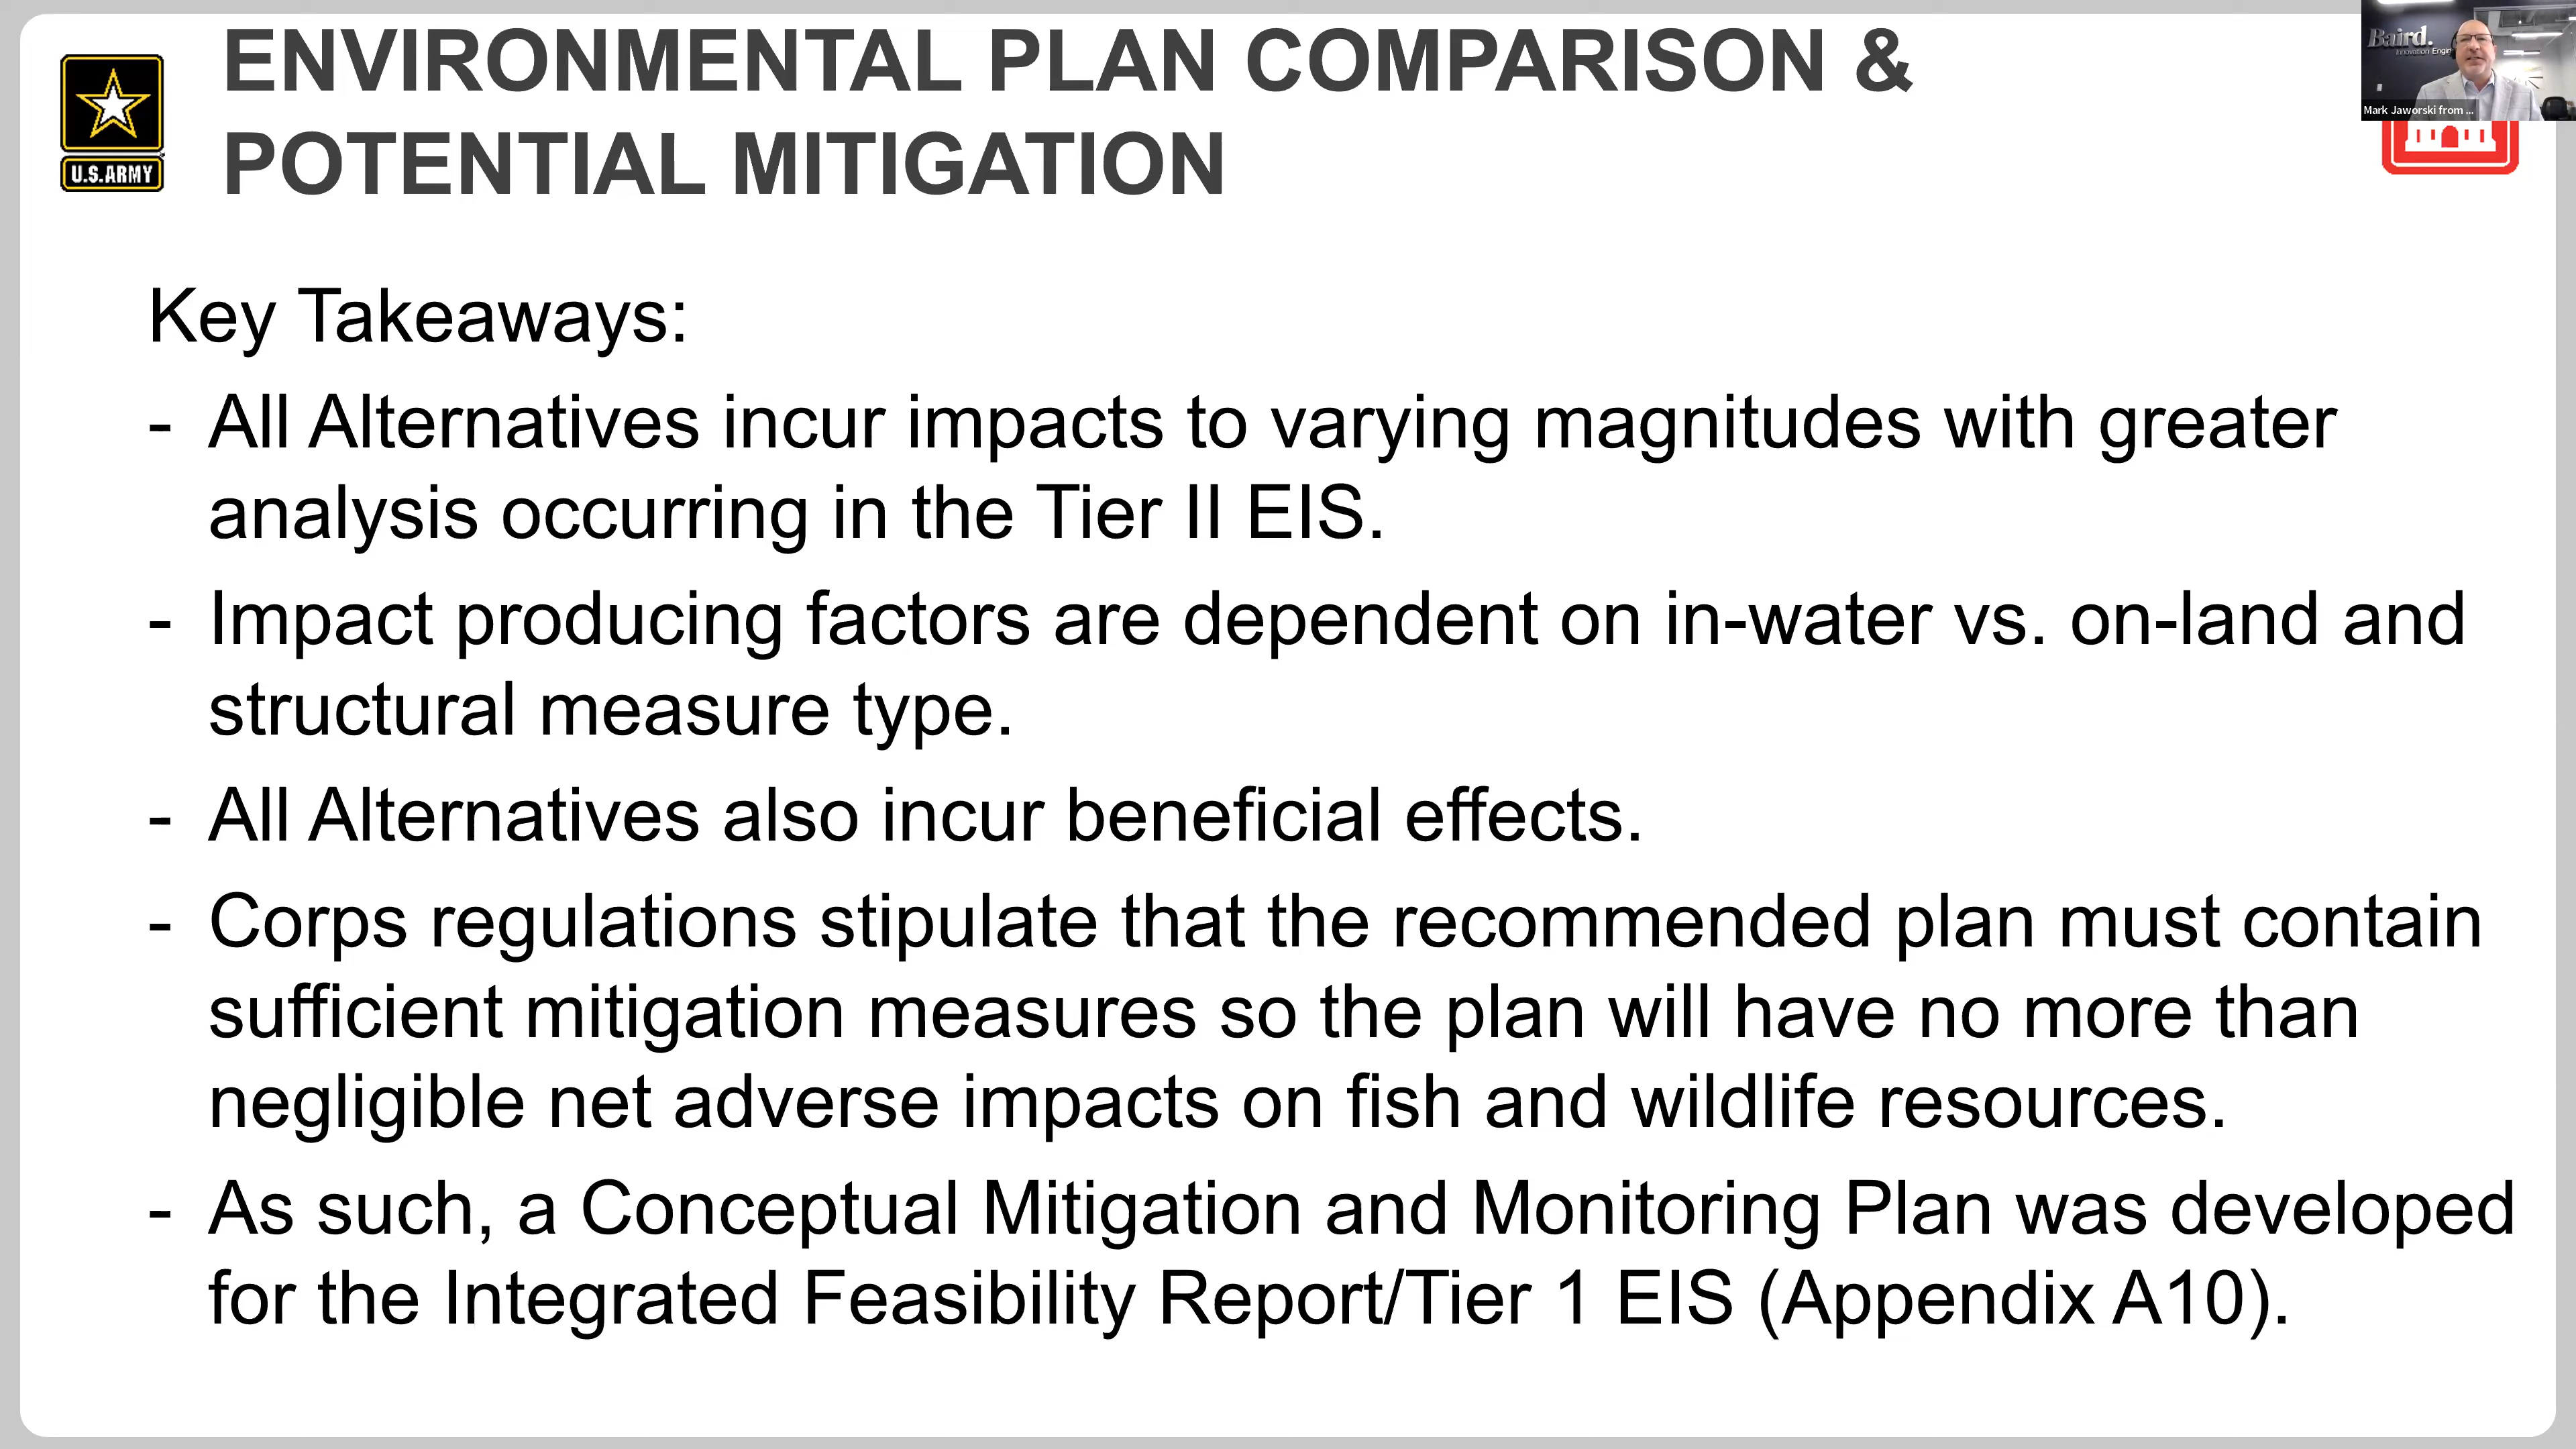 ENVIRONMENTAL PLAN COMPARISON &
POTENTIAL MITIGATION
U.S.ARMY
Baird.
Innovation Engin
Mark Jaworski from ...
Key Takeaways:
- All Alternatives incur impacts to varying magnitudes with greater
analysis occurring in the Tier II EIS.
- Impact producing factors are dependent on in-water vs. on-land and
structural measure type.
- All Alternatives also incur beneficial effects.
- Corps regulations stipulate that the recommended plan must contain
sufficient mitigation measures so the plan will have no more than
negligible net adverse impacts on fish and wildlife resources.
- As such, a Conceptual Mitigation and Monitoring Plan was developed
for the Integrated Feasibility Report/Tier 1 EIS (Appendix A10).